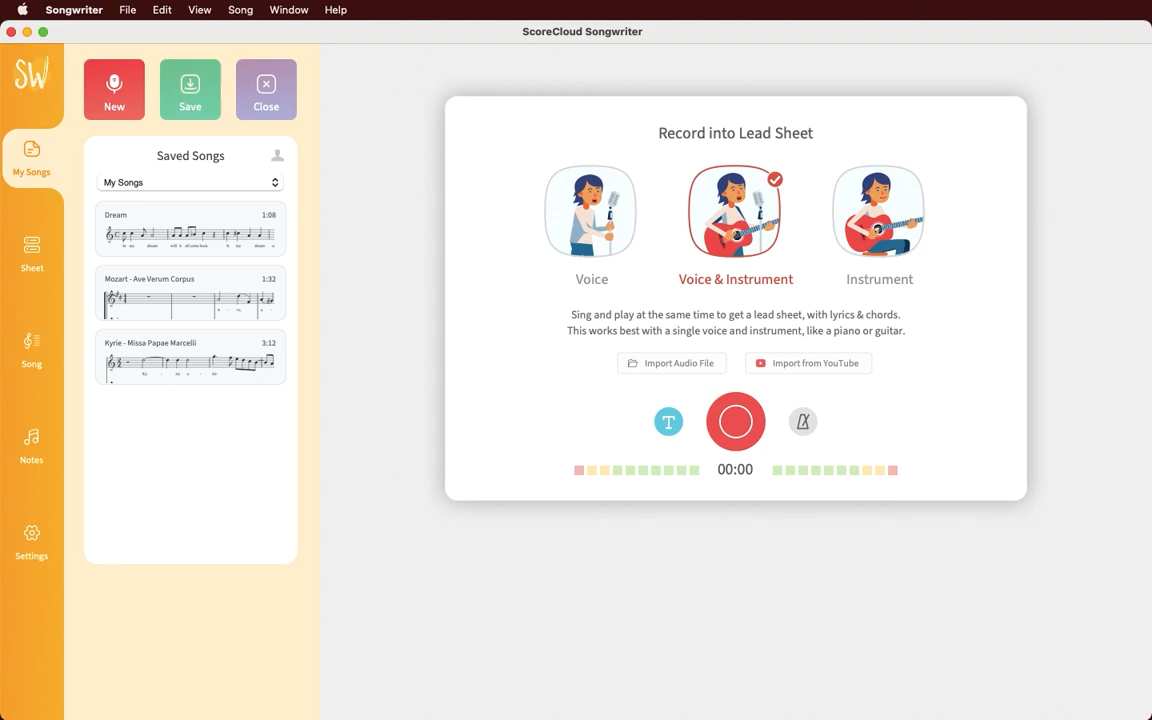 Songwriter File Edit View Song Window Help
ScoreCloud Songwriter
SW
My Songs
Sheet
Song
Notes
Settings
New
Save
Close
Saved Songs
My Songs
Dream 1:08
Mozart - Ave Verum Corpus 1:32
Kyrie - Missa Papae Marcelli 3:12
Record into Lead Sheet
Voice
Voice & Instrument
Instrument
Sing and play at the same time to get a lead sheet, with lyrics & chords.
This works best with a single voice and instrument, like a piano or guitar.
Import Audio File
Import from YouTube
T
00:00